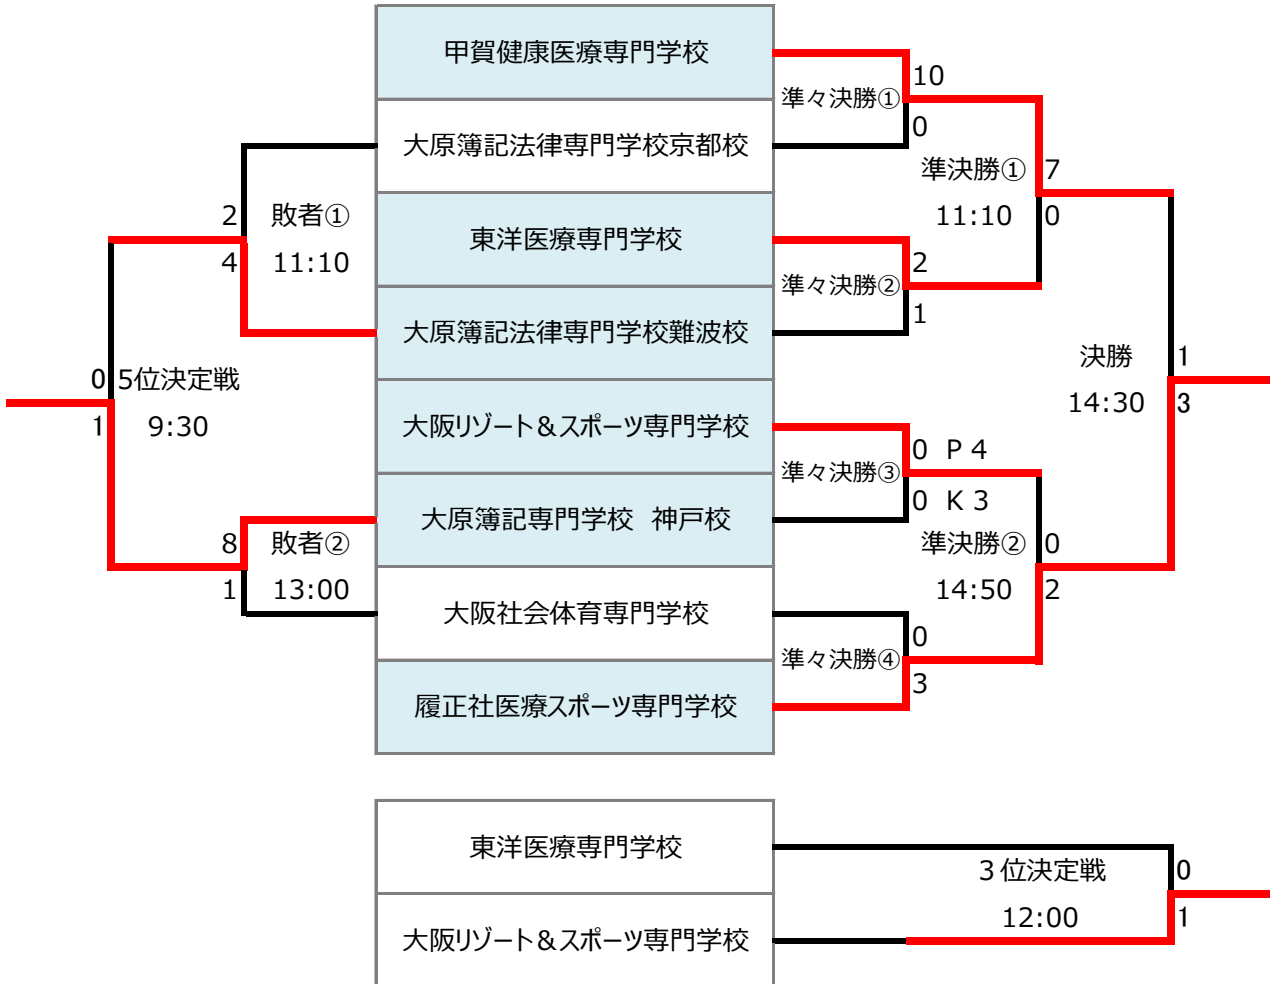 甲賀健康医療専門学校
10
準々決勝①
0
大原簿記法律専門学校京都校
準決勝①
7
11:10
0
2
敗者①
4
11:10
東洋医療専門学校
2
準々決勝②
1
大原簿記法律専門学校難波校
決勝
1
14:30
3
0
5位決定戦
1
9:30
大阪リゾート&スポーツ専門学校
0 P 4
準々決勝③
0 K 3
大原簿記専門学校 神戸校
準決勝②
0
14:50
2
8
敗者②
1
13:00
大阪社会体育専門学校
0
準々決勝④
3
履正社医療スポーツ専門学校
東洋医療専門学校
3位決定戦
0
12:00
1
大阪リゾート&スポーツ専門学校